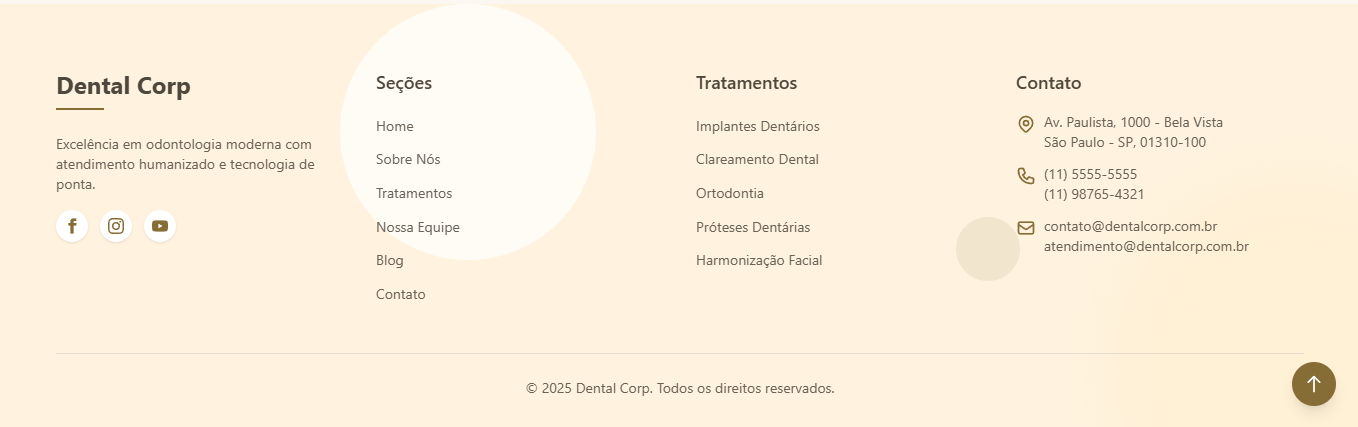 Dental Corp
Excelência em odontologia moderna com
atendimento humanizado e tecnologia de
ponta.
Seções
Home
Sobre Nós
Tratamentos
Nossa Equipe
Blog
Contato
Tratamentos
Implantes Dentários
Clareamento Dental
Ortodontia
Próteses Dentárias
Harmonização Facial
Contato
Av. Paulista, 1000 - Bela Vista
São Paulo - SP, 01310-100
(11) 5555-5555
(11) 98765-4321
contato@dentalcorp.com.br
atendimento@dentalcorp.com.br
© 2025 Dental Corp. Todos os direitos reservados.